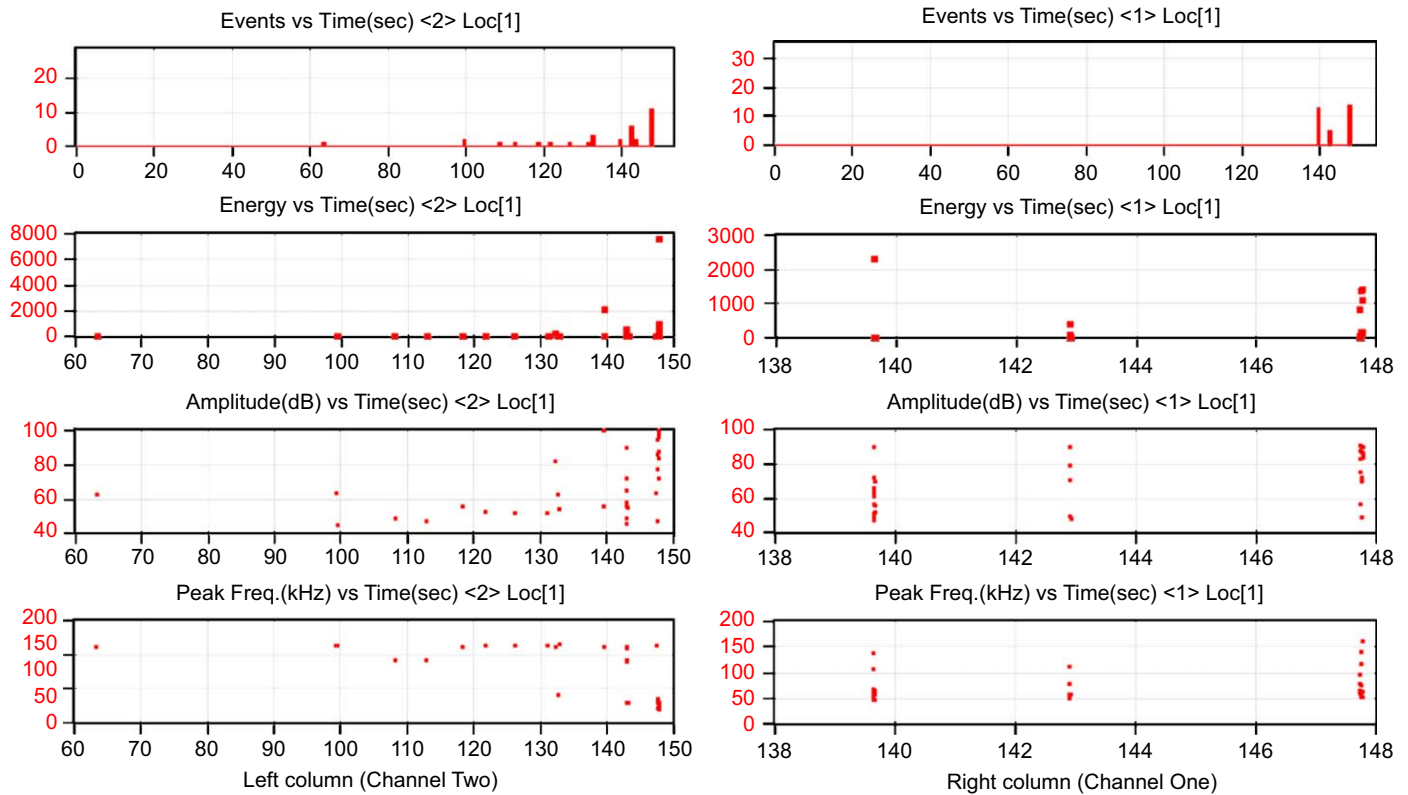 Events vs Time(sec) <2> Loc[1]
20
10
0
0 20 40 60 80 100 120 140
Energy vs Time(sec) <2> Loc[1]
8000
6000
4000
2000
0
60 70 80 90 100 110 120 130 140 150
Amplitude(dB) vs Time(sec) <2> Loc[1]
100
80
60
40
60 70 80 90 100 110 120 130 140 150
Peak Freq.(kHz) vs Time(sec) <2> Loc[1]
200
150
100
50
0
60 70 80 90 100 110 120 130 140 150
Left column (Channel Two)
Events vs Time(sec) <1> Loc[1]
30
20
10
0
0 20 40 60 80 100 120 140
Energy vs Time(sec) <1> Loc[1]
3000
2000
1000
0
138 140 142 144 146 148
Amplitude(dB) vs Time(sec) <1> Loc[1]
100
80
60
40
138 140 142 144 146 148
Peak Freq.(kHz) vs Time(sec) <1> Loc[1]
200
150
100
50
0
138 140 142 144 146 148
Right column (Channel One)